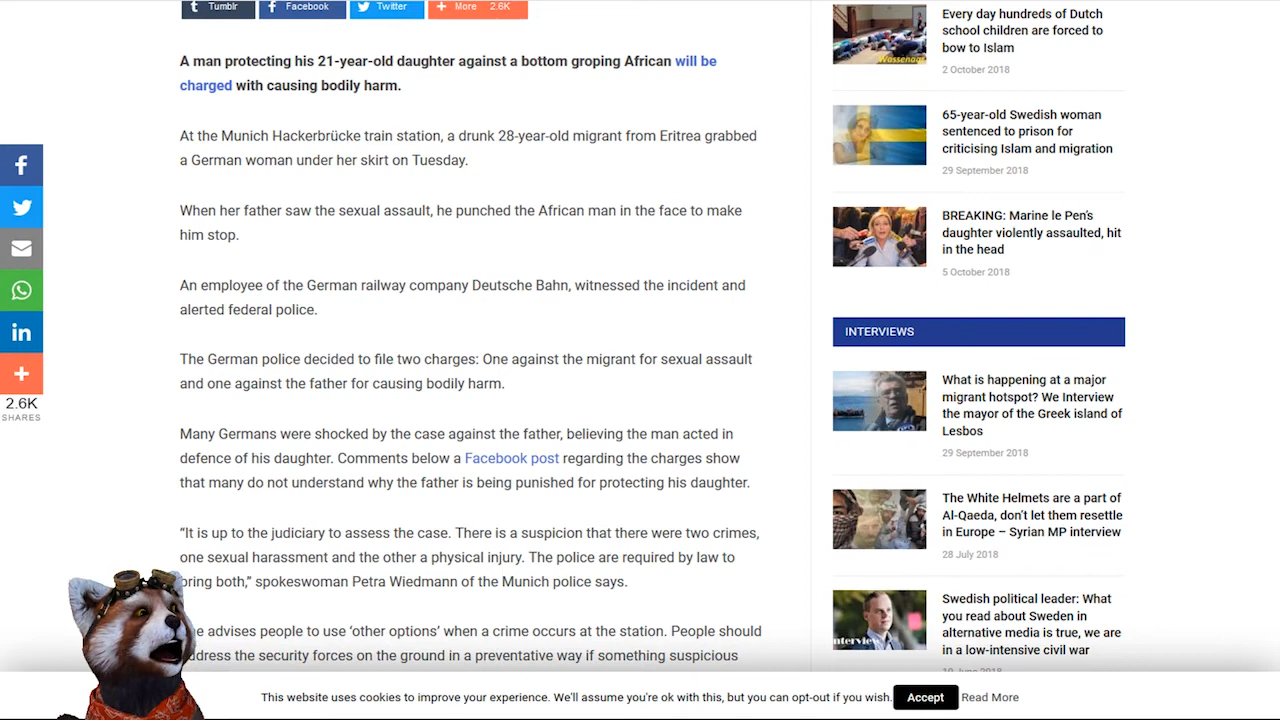 Tumblr
Facebook
Twitter
More 2.6K
A man protecting his 21-year-old daughter against a bottom groping African will be
charged with causing bodily harm.
At the Munich Hackerbrücke train station, a drunk 28-year-old migrant from Eritrea grabbed
a German woman under her skirt on Tuesday.
When her father saw the sexual assault, he punched the African man in the face to make
him stop.
An employee of the German railway company Deutsche Bahn, witnessed the incident and
alerted federal police.
The German police decided to file two charges: One against the migrant for sexual assault
and one against the father for causing bodily harm.
Many Germans were shocked by the case against the father, believing the man acted in
defence of his daughter. Comments below a Facebook post regarding the charges show
that many do not understand why the father is being punished for protecting his daughter.
"It is up to the judiciary to assess the case. There is a suspicion that there were two crimes,
one sexual harassment and the other a physical injury. The police are required by law to
bring both," spokeswoman Petra Wiedmann of the Munich police says.
advises people to use 'other options' when a crime occurs at the station. People should
address the security forces on the ground in a preventative way if something suspicious
2.6K
SHARES
Wassenaar
Every day hundreds of Dutch
school children are forced to
bow to Islam
2 October 2018
65-year-old Swedish woman
sentenced to prison for
criticising Islam and migration
29 September 2018
BREAKING: Marine le Pen's
daughter violently assaulted, hit
in the head
5 October 2018
INTERVIEWS
What is happening at a major
migrant hotspot? We Interview
the mayor of the Greek island of
Lesbos
29 September 2018
The White Helmets are a part of
Al-Qaeda, don't let them resettle
in Europe – Syrian MP interview
28 July 2018
nterview
Swedish political leader: What
you read about Sweden in
alternative media is true, we are
in a low-intensive civil war
This website uses cookies to improve your experience. We'll assume you're ok with this, but you can opt-out if you wish. Accept Read More